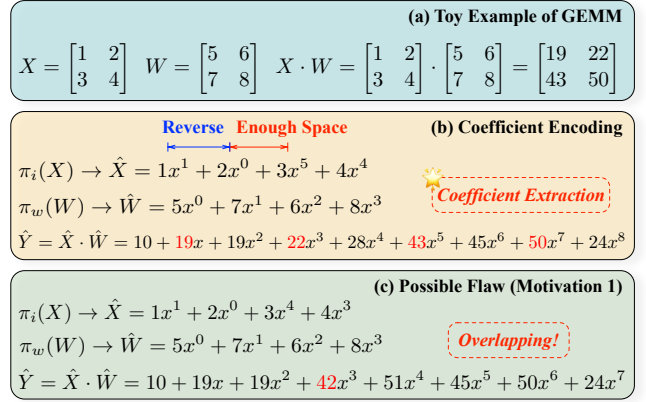 (a) Toy Example of GEMM
X = [1 2; 3 4] W = [5 6; 7 8] X · W = [1 2; 3 4] · [5 6; 7 8] = [19 22; 43 50]
Reverse Enough Space (b) Coefficient Encoding
π_i(X) → X̂ = 1x^1 + 2x^0 + 3x^5 + 4x^4
π_w(W) → Ŵ = 5x^0 + 7x^1 + 6x^2 + 8x^3
Coefficient Extraction
Ŷ = X̂ · Ŵ = 10 + 19x + 19x^2 + 22x^3 + 28x^4 + 43x^5 + 45x^6 + 50x^7 + 24x^8
(c) Possible Flaw (Motivation 1)
π_i(X) → X̂ = 1x^1 + 2x^0 + 3x^4 + 4x^3
π_w(W) → Ŵ = 5x^0 + 7x^1 + 6x^2 + 8x^3
Overlapping!
Ŷ = X̂ · Ŵ = 10 + 19x + 19x^2 + 42x^3 + 51x^4 + 45x^5 + 50x^6 + 24x^7